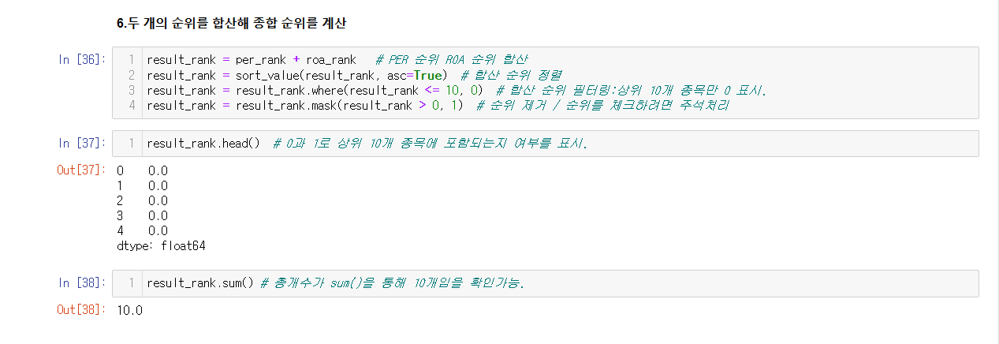 6.두 개의 순위를 합산해 종합 순위를 계산
In [36]:
1 result_rank = per_rank + roa_rank  # PER 순위 ROA 순위 합산
2 result_rank = sort_value(result_rank, asc=True)  # 합산 순위 정렬
3 result_rank = result_rank.where(result_rank <= 10, 0)  # 합산 순위 필터링:상위 10개 종목만 0 표시.
4 result_rank = result_rank.mask(result_rank > 0, 1)  # 순위 제거 / 순위를 체크하려면 주석처리
In [37]:
1 result_rank.head()  # 0과 1로 상위 10개 종목에 포함되는지 여부를 표시.
Out[37]:
0 0.0
1 0.0
2 0.0
3 0.0
4 0.0
dtype: float64
In [38]:
1 result_rank.sum() # 총개수가 sum()을 통해 10개임을 확인가능.
Out[38]:
10.0